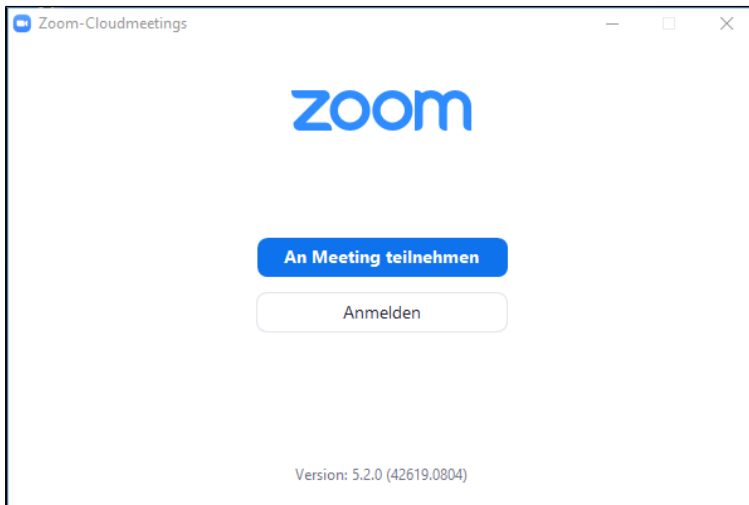 Zoom-Cloudmeetings
zoom
An Meeting teilnehmen
Anmelden
Version: 5.2.0 (42619.0804)